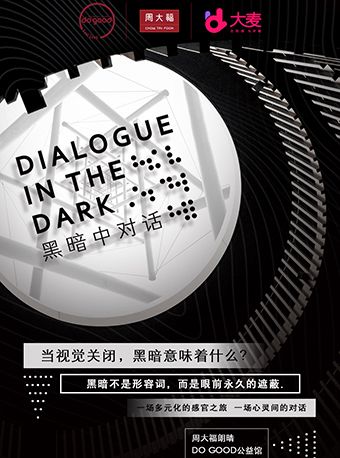 do good
周大福
CHOW TAI FOOK
大麦
DIALOGUE
IN THE
DARK
黑暗中对话
当视觉关闭，黑暗意味着什么？
黑暗不是形容词，而是眼前永久的遮蔽.
一场多元化的感官之旅 一场心灵间的对话
周大福朗晴
DO GOOD公益馆